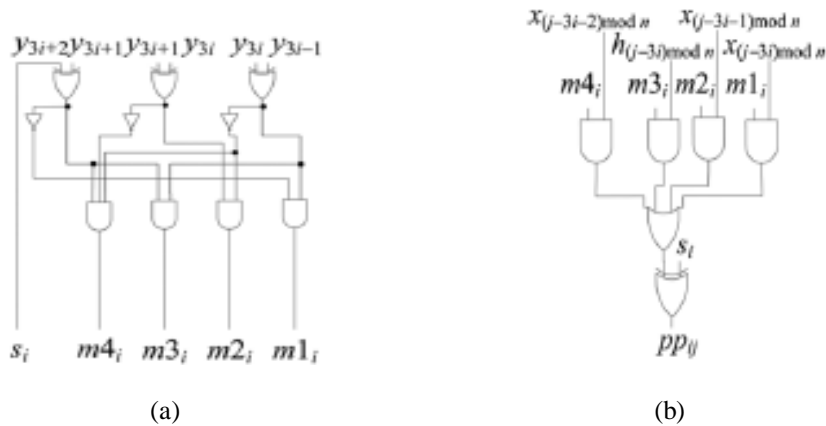 y3i+2 y3i+1 y3i+1 y3i y3i y3i−1
si m4i m3i m2i m1i
(a)
x(j−3i−2)mod n x(j−3i−1)mod n
h(j−3i)mod n x(j−3i)mod n
m4i m3i m2i m1i
si
ppij
(b)